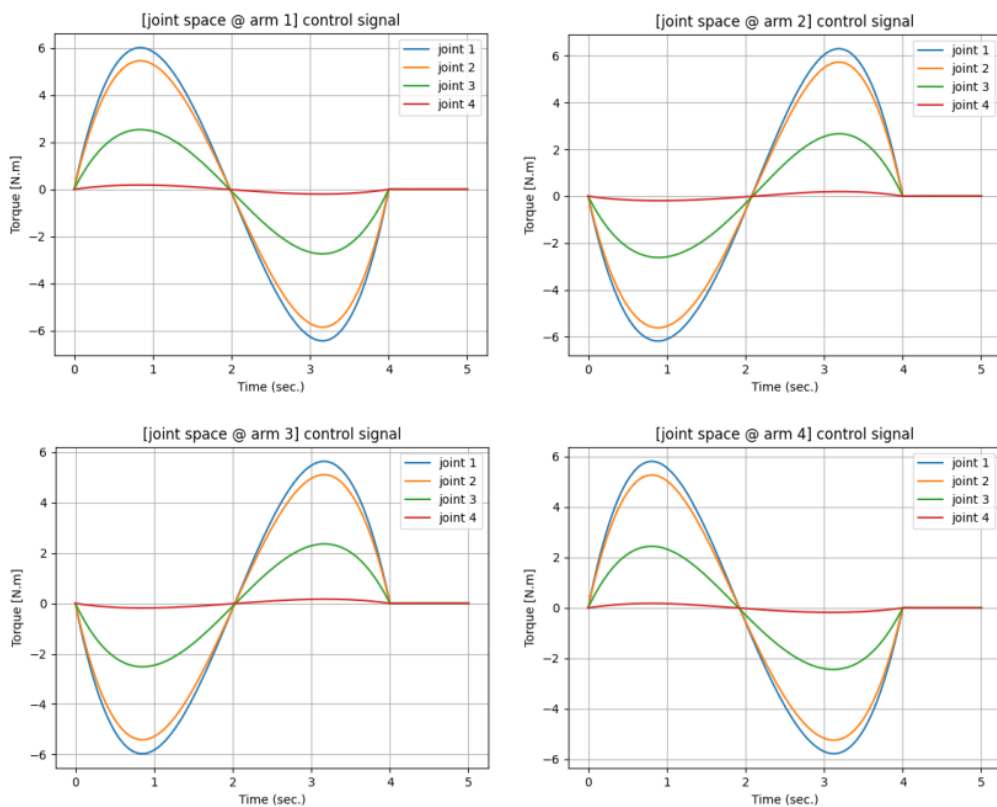 [joint space @ arm 1] control signal
joint 1
joint 2
joint 3
joint 4
6
4
2
0
−2
−4
−6
Torque [N.m]
0 1 2 3 4 5
Time (sec.)
[joint space @ arm 2] control signal
joint 1
joint 2
joint 3
joint 4
6
4
2
0
−2
−4
−6
Torque [N.m]
0 1 2 3 4 5
Time (sec.)
[joint space @ arm 3] control signal
joint 1
joint 2
joint 3
joint 4
6
4
2
0
−2
−4
−6
Torque [N.m]
0 1 2 3 4 5
Time (sec.)
[joint space @ arm 4] control signal
joint 1
joint 2
joint 3
joint 4
6
4
2
0
−2
−4
−6
Torque [N.m]
0 1 2 3 4 5
Time (sec.)